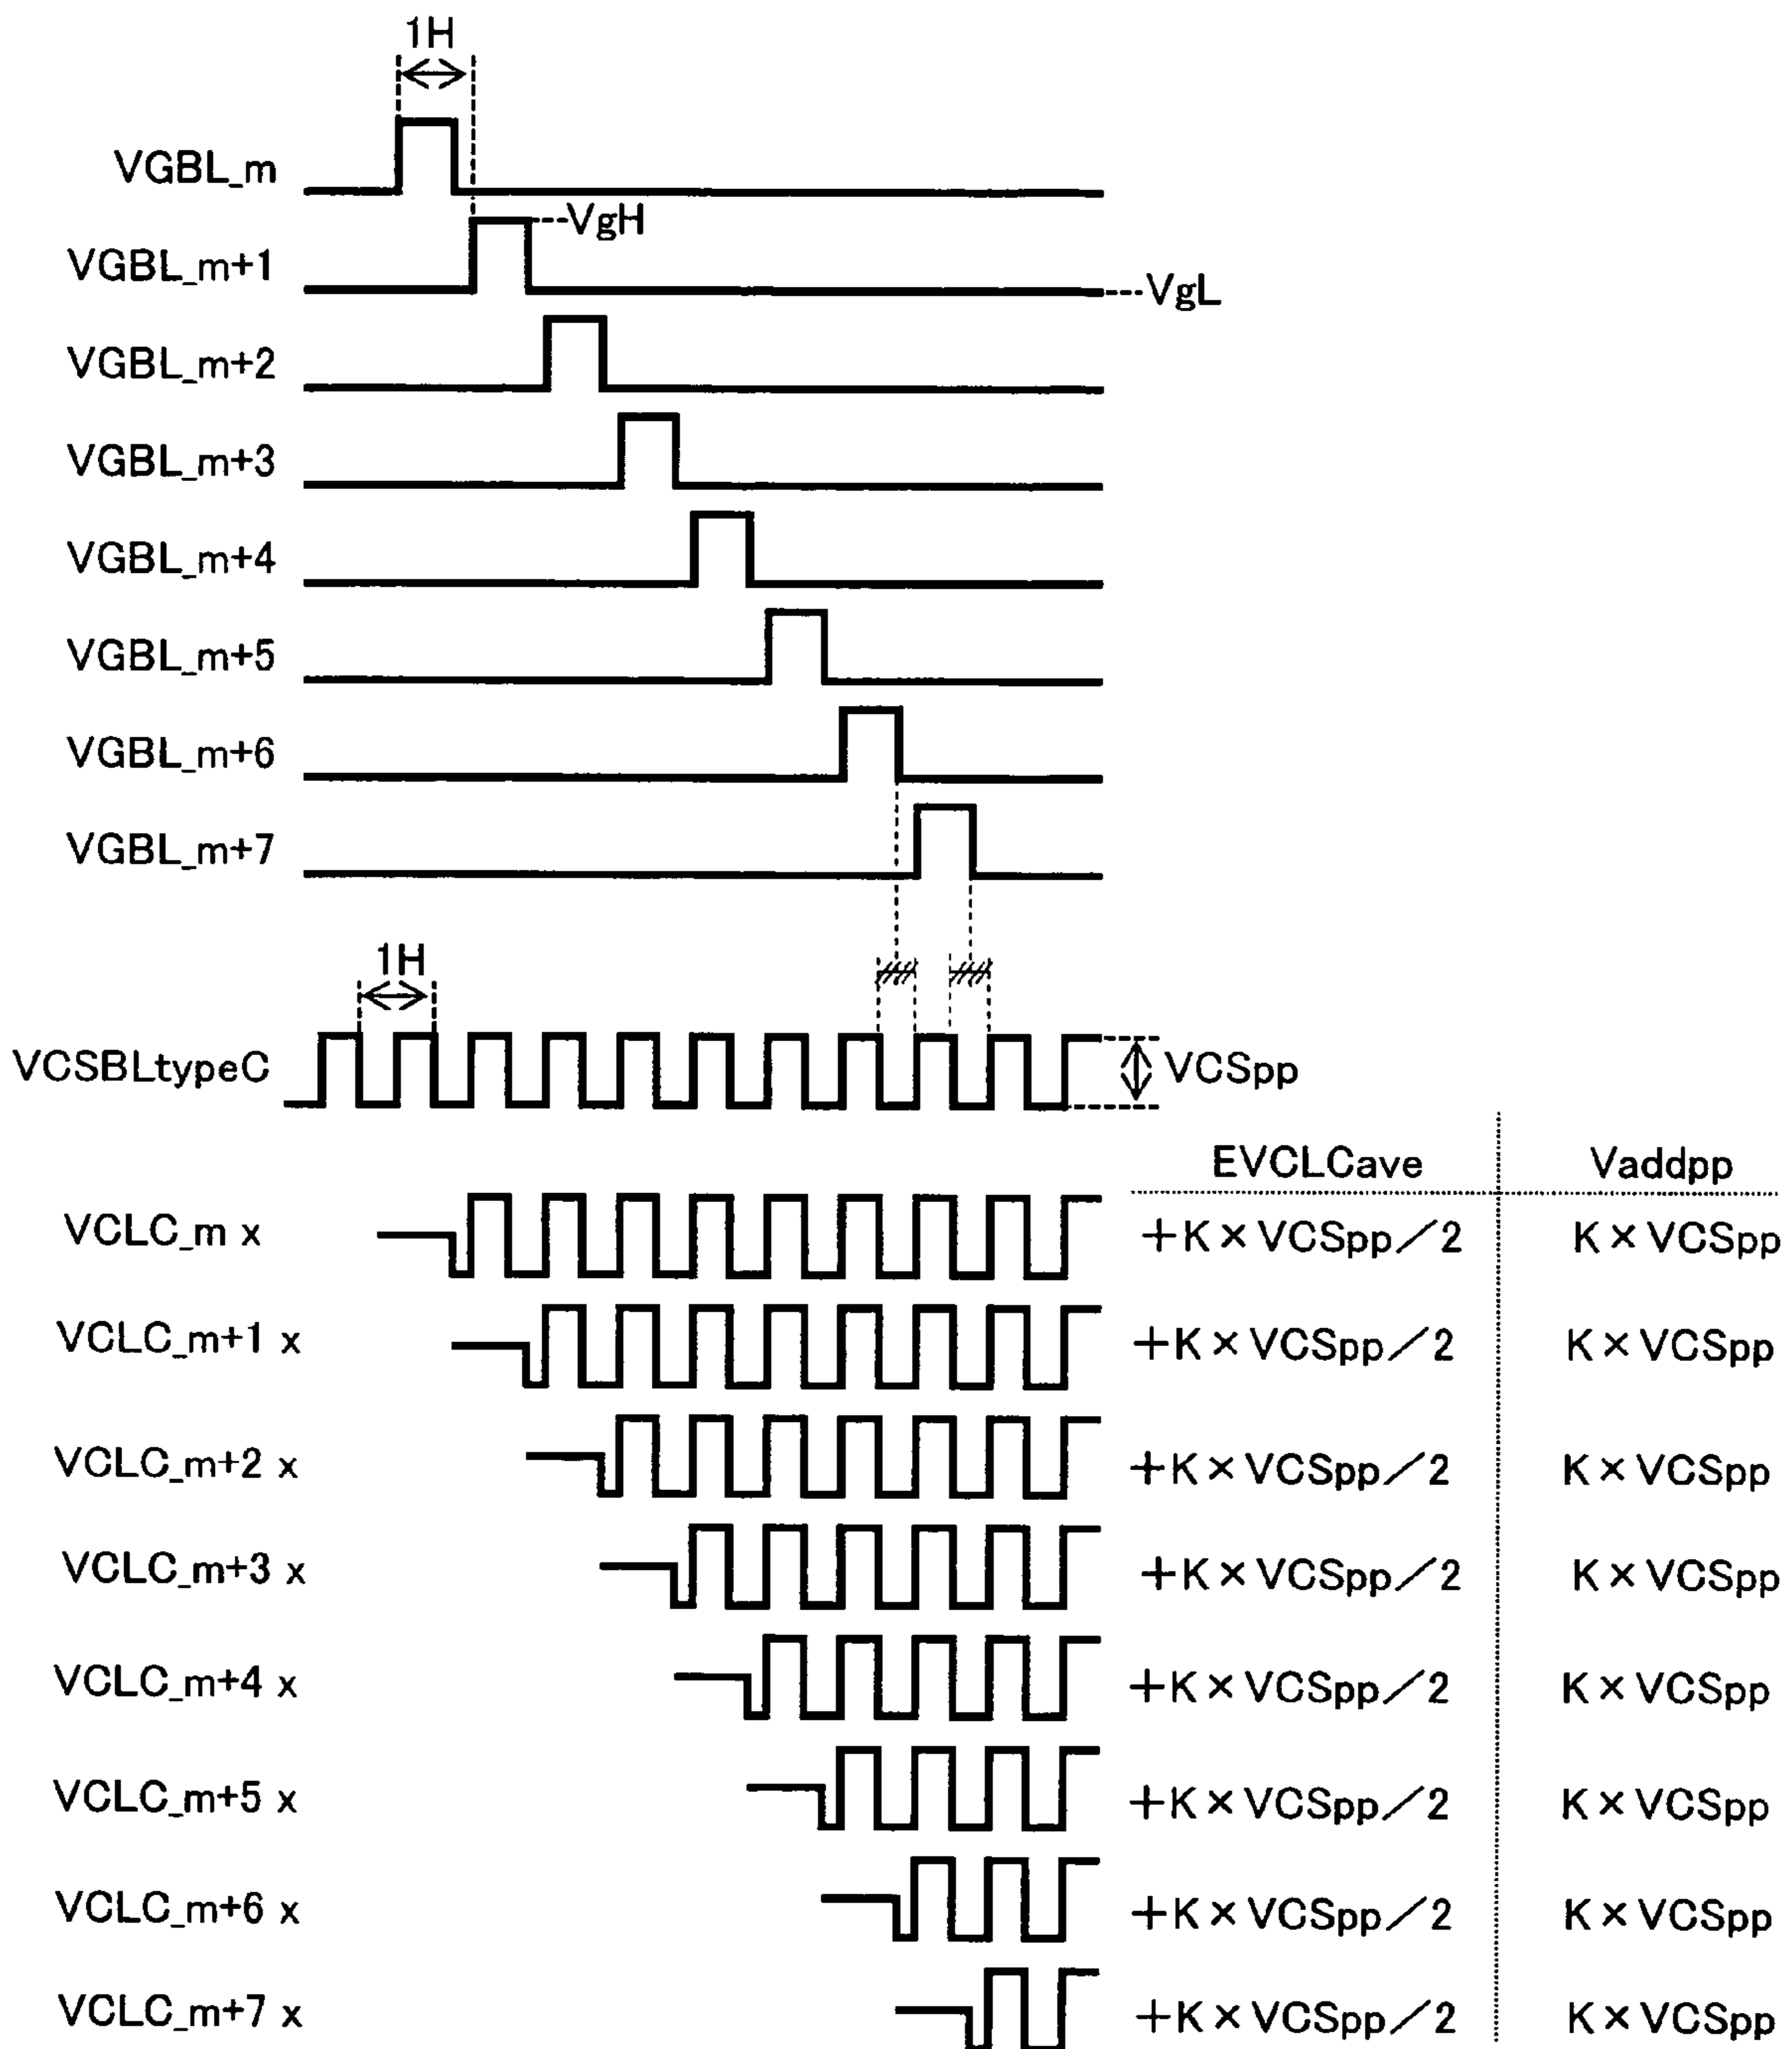 1H
VGBL_m
VgH
VGBL_m+1
VgL
VGBL_m+2
VGBL_m+3
VGBL_m+4
VGBL_m+5
VGBL_m+6
VGBL_m+7
1H
VCSBLtypeC
VCSpp
EVCLCave Vaddpp
VCLC_m x +K×VCSpp/2 K×VCSpp
VCLC_m+1 x +K×VCSpp/2 K×VCSpp
VCLC_m+2 x +K×VCSpp/2 K×VCSpp
VCLC_m+3 x +K×VCSpp/2 K×VCSpp
VCLC_m+4 x +K×VCSpp/2 K×VCSpp
VCLC_m+5 x +K×VCSpp/2 K×VCSpp
VCLC_m+6 x +K×VCSpp/2 K×VCSpp
VCLC_m+7 x +K×VCSpp/2 K×VCSpp